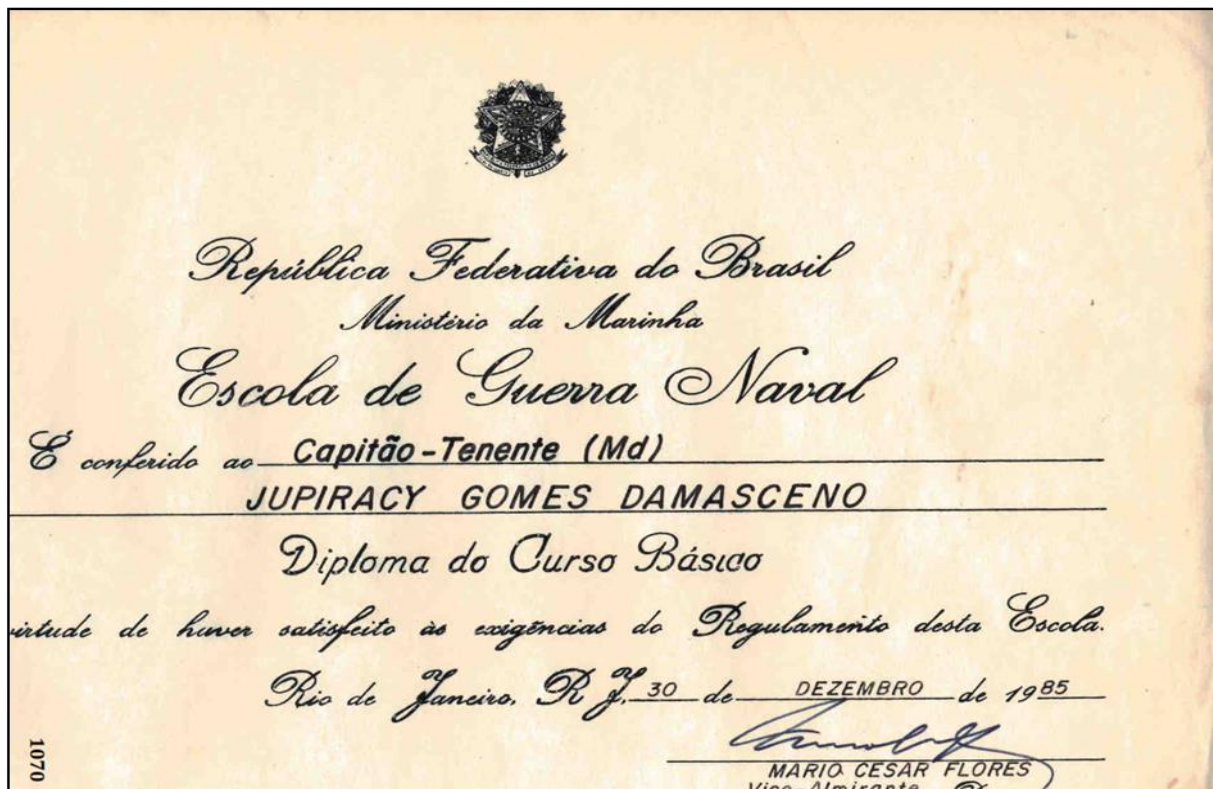 República Federativa do Brasil
Ministério da Marinha
Escola de Guerra Naval
É conferido ao Capitão-Tenente (Md)
JUPIRACY GOMES DAMASCENO
Diploma do Curso Básico
virtude de haver satisfeito às exigências do Regulamento desta Escola.
Rio de Janeiro, R J, 30 de DEZEMBRO de 1985
MARIO CESAR FLORES
Vice-Almirante
1070